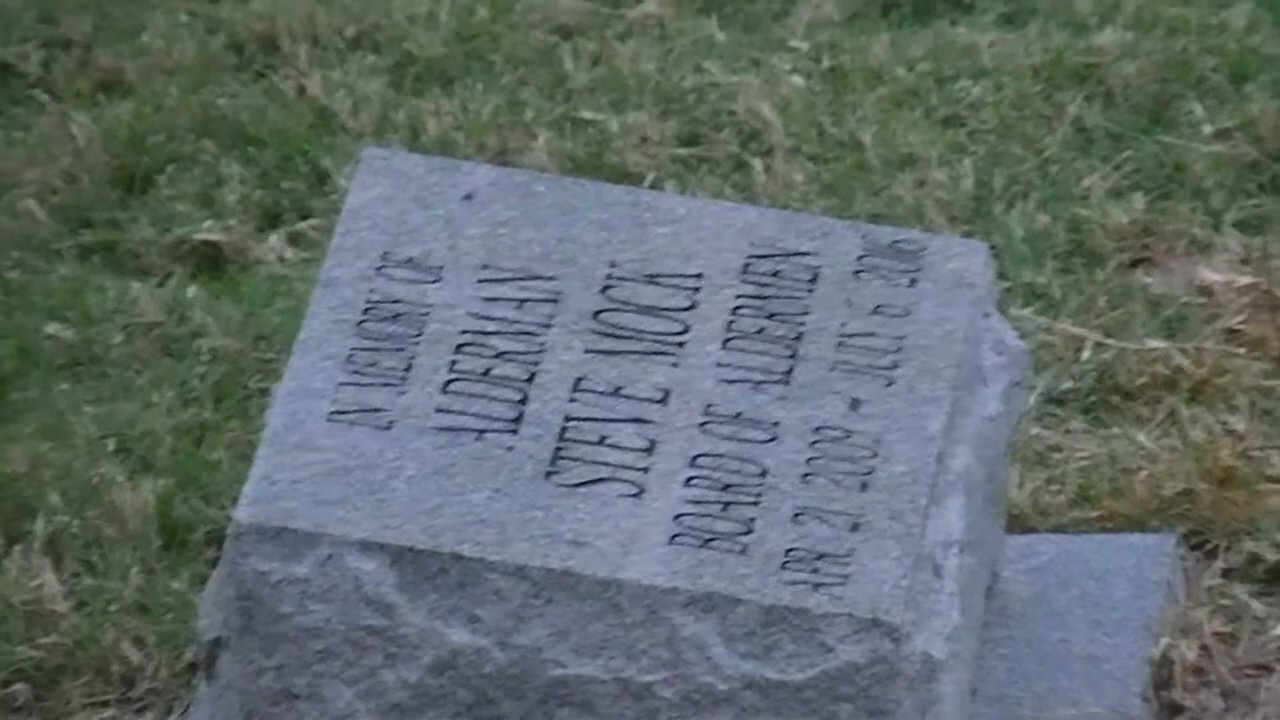 IN MEMORY OF
ALDERMAN
STEVE MOCK
BOARD OF ALDERMEN
APR 21 2009 - JULY 6 2016